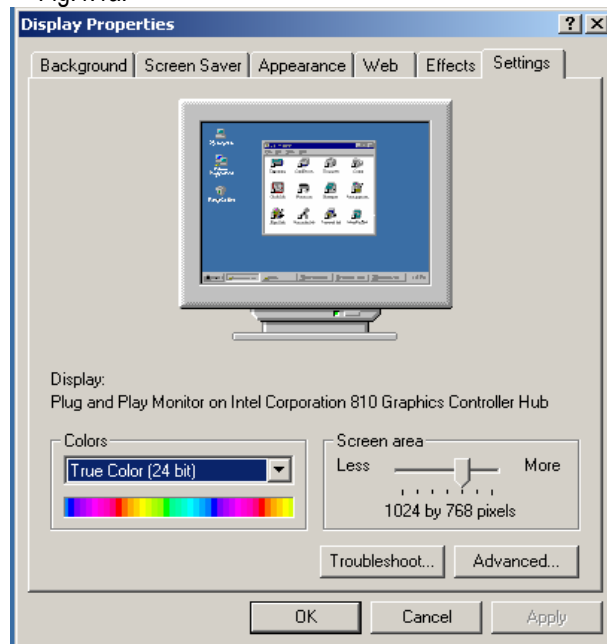 Display Properties
Background Screen Saver Appearance Web Effects Settings
Display:
Plug and Play Monitor on Intel Corporation 810 Graphics Controller Hub
Colors
True Color (24 bit)
Screen area
Less More
1024 by 768 pixels
Troubleshoot... Advanced...
OK Cancel Apply